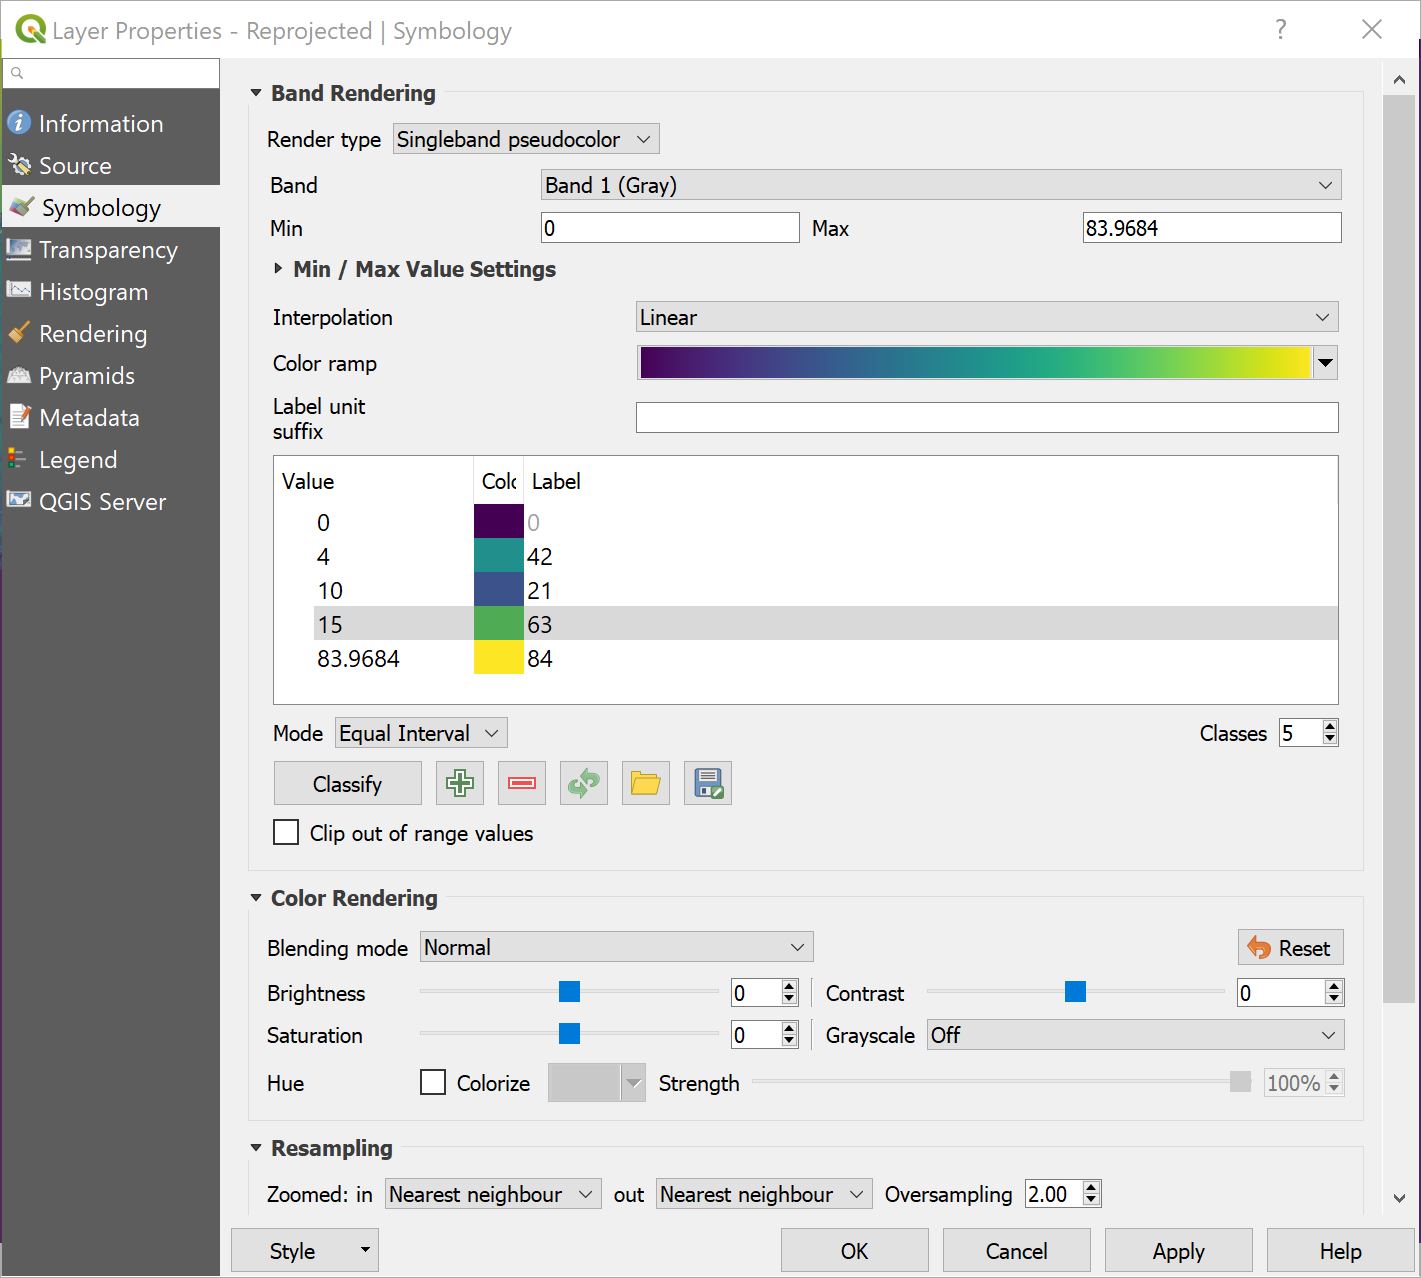 Layer Properties - Reprojected | Symbology
?
Information
Source
Symbology
Transparency
Histogram
Rendering
Pyramids
Metadata
Legend
QGIS Server
Band Rendering
Render type Singleband pseudocolor
Band Band 1 (Gray)
Min 0 Max 83.9684
Min / Max Value Settings
Interpolation Linear
Color ramp
Label unit
suffix
Value Colo Label
0 0
4 42
10 21
15 63
83.9684 84
Mode Equal Interval Classes 5
Classify
Clip out of range values
Color Rendering
Blending mode Normal Reset
Brightness 0 Contrast 0
Saturation 0 Grayscale Off
Hue Colorize Strength 100%
Resampling
Zoomed: in Nearest neighbour out Nearest neighbour Oversampling 2.00
Style OK Cancel Apply Help